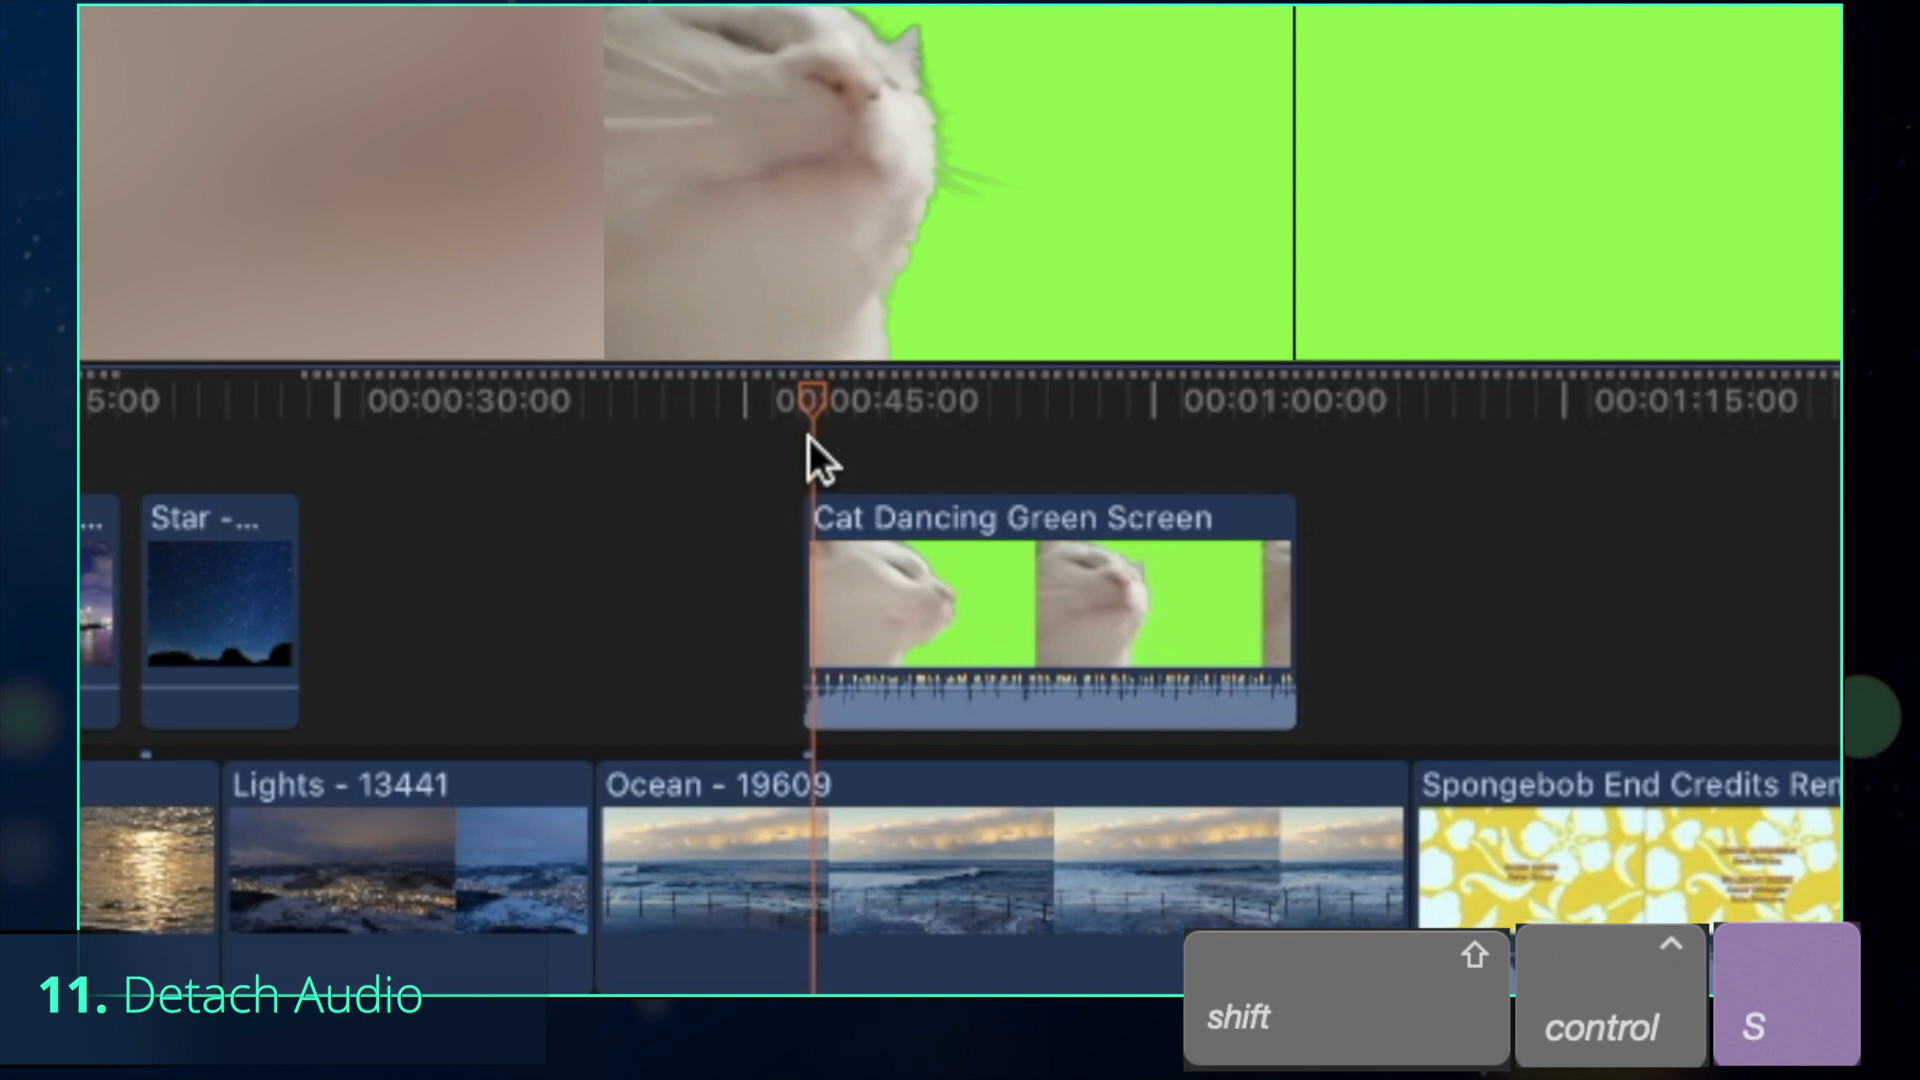 5:00
00:00:30:00
00:00:45:00
00:01:00:00
00:01:15:00
...
Star -...
Cat Dancing Green Screen
Lights - 13441
Ocean - 19609
Spongebob End Credits Ren
11. Detach Audio
shift
control
S